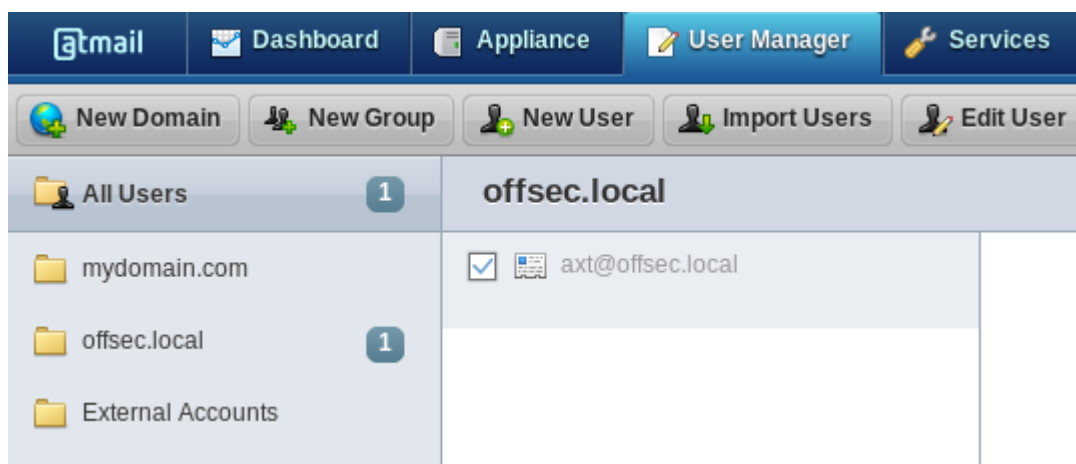 atmail Dashboard Appliance User Manager Services
New Domain New Group New User Import Users Edit User
All Users 1
offsec.local
mydomain.com
axt@offsec.local
offsec.local 1
External Accounts